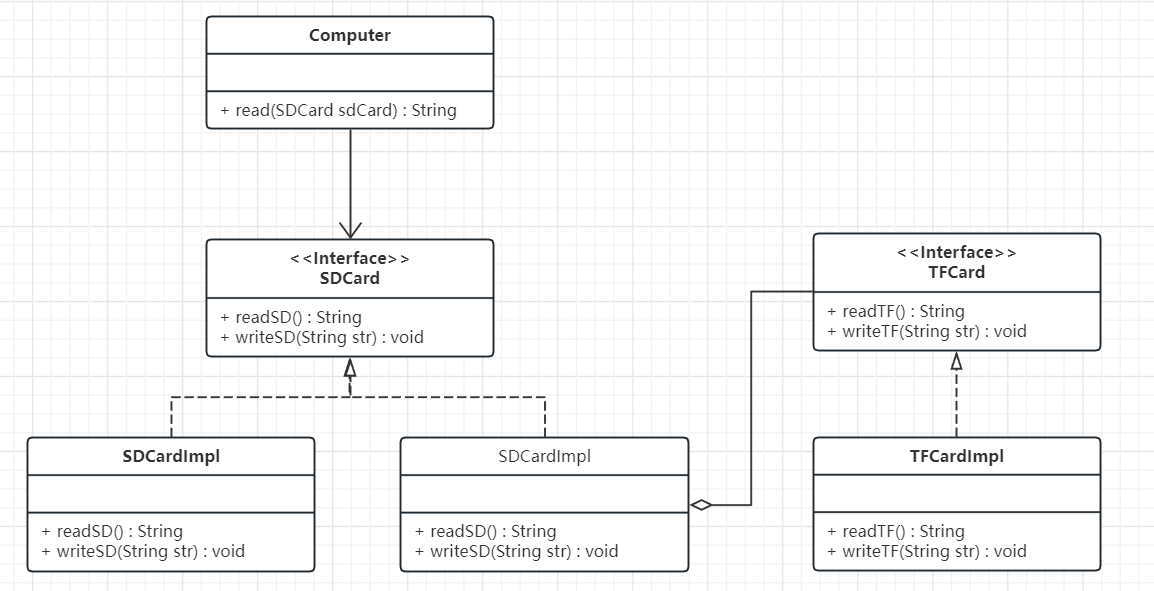 Computer
+ read(SDCard sdCard) : String
<<Interface>>
SDCard
+ readSD() : String
+ writeSD(String str) : void
<<Interface>>
TFCard
+ readTF() : String
+ writeTF(String str) : void
SDCardImpl
+ readSD() : String
+ writeSD(String str) : void
SDCardImpl
+ readSD() : String
+ writeSD(String str) : void
TFCardImpl
+ readTF() : String
+ writeTF(String str) : void